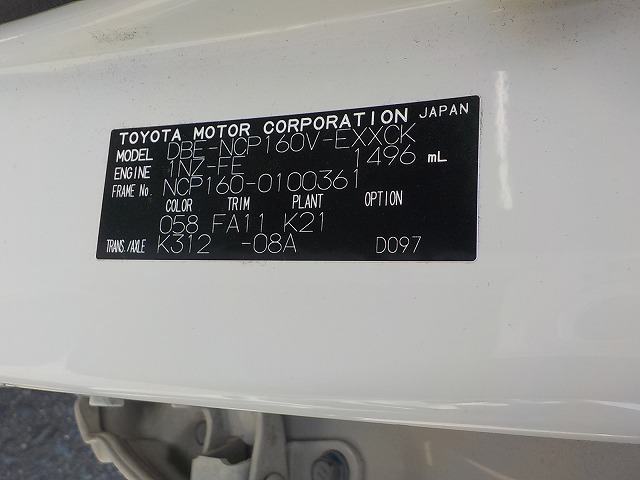 TOYOTA MOTOR CORPORATION JAPAN
MODEL DBE-NCP160V-EXXCK
ENGINE 1NZ-FE 1496 mL
FRAME No. NCP160-0100361
COLOR TRIM PLANT OPTION
058 FA11 K21
TRANS./AXLE K312 -08A D097